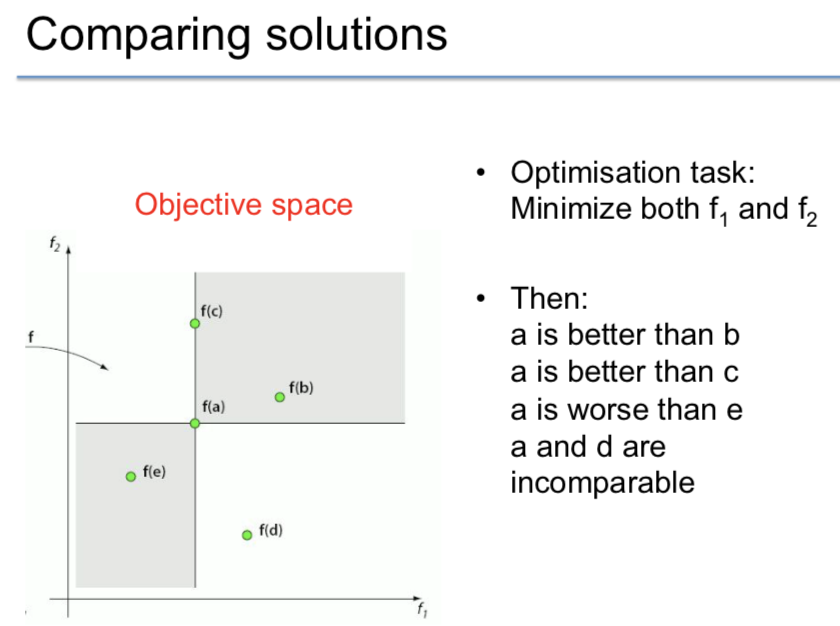 Comparing solutions
Objective space
f₂
f
f(c)
f(b)
f(a)
f(e)
f(d)
f₁
• Optimisation task:
Minimize both f₁ and f₂
• Then:
a is better than b
a is better than c
a is worse than e
a and d are
incomparable